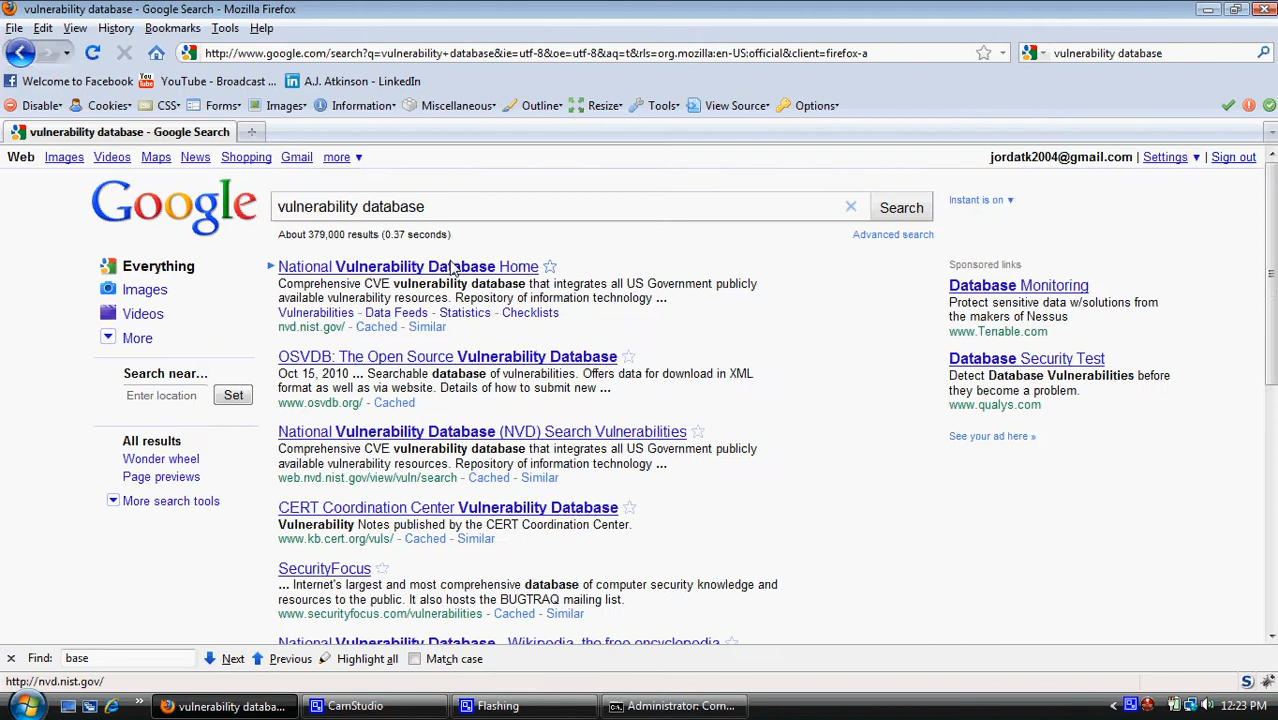 vulnerability database - Google Search - Mozilla Firefox
File Edit View History Bookmarks Tools Help
http://www.google.com/search?q=vulnerability+database&ie=utf-8&oe=utf-8&aq=t&rls=org.mozilla:en-US:official&client=firefox-a
vulnerability database
Welcome to Facebook YouTube - Broadcast ... A.J. Atkinson - LinkedIn
Disable Cookies CSS Forms Images Information Miscellaneous Outline Resize Tools View Source Options
vulnerability database - Google Search
Web Images Videos Maps News Shopping Gmail more ▼ jordatk2004@gmail.com | Settings ▼ | Sign out
Google
vulnerability database
Search
Instant is on ▼
About 379,000 results (0.37 seconds)
Advanced search
Everything
Images
Videos
More
Search near...
Enter location
Set
All results
Wonder wheel
Page previews
More search tools
National Vulnerability Database Home
Comprehensive CVE vulnerability database that integrates all US Government publicly
available vulnerability resources. Repository of information technology ...
Vulnerabilities - Data Feeds - Statistics - Checklists
nvd.nist.gov/ - Cached - Similar
OSVDB: The Open Source Vulnerability Database
Oct 15, 2010 ... Searchable database of vulnerabilities. Offers data for download in XML
format as well as via website. Details of how to submit new ...
www.osvdb.org/ - Cached
National Vulnerability Database (NVD) Search Vulnerabilities
Comprehensive CVE vulnerability database that integrates all US Government publicly
available vulnerability resources. Repository of information technology ...
web.nvd.nist.gov/view/vuln/search - Cached - Similar
CERT Coordination Center Vulnerability Database
Vulnerability Notes published by the CERT Coordination Center.
www.kb.cert.org/vuls/ - Cached - Similar
SecurityFocus
... Internet's largest and most comprehensive database of computer security knowledge and
resources to the public. It also hosts the BUGTRAQ mailing list.
www.securityfocus.com/vulnerabilities - Cached - Similar
National Vulnerability Database - Wikipedia, the free encyclopedia
Sponsored links
Database Monitoring
Protect sensitive data w/solutions from
the makers of Nessus
www.Tenable.com
Database Security Test
Detect Database Vulnerabilities before
they become a problem.
www.qualys.com
See your ad here »
Find: base Next Previous Highlight all Match case
http://nvd.nist.gov/
vulnerability databa... CamStudio Flashing Administrator: Com... 12:23 PM